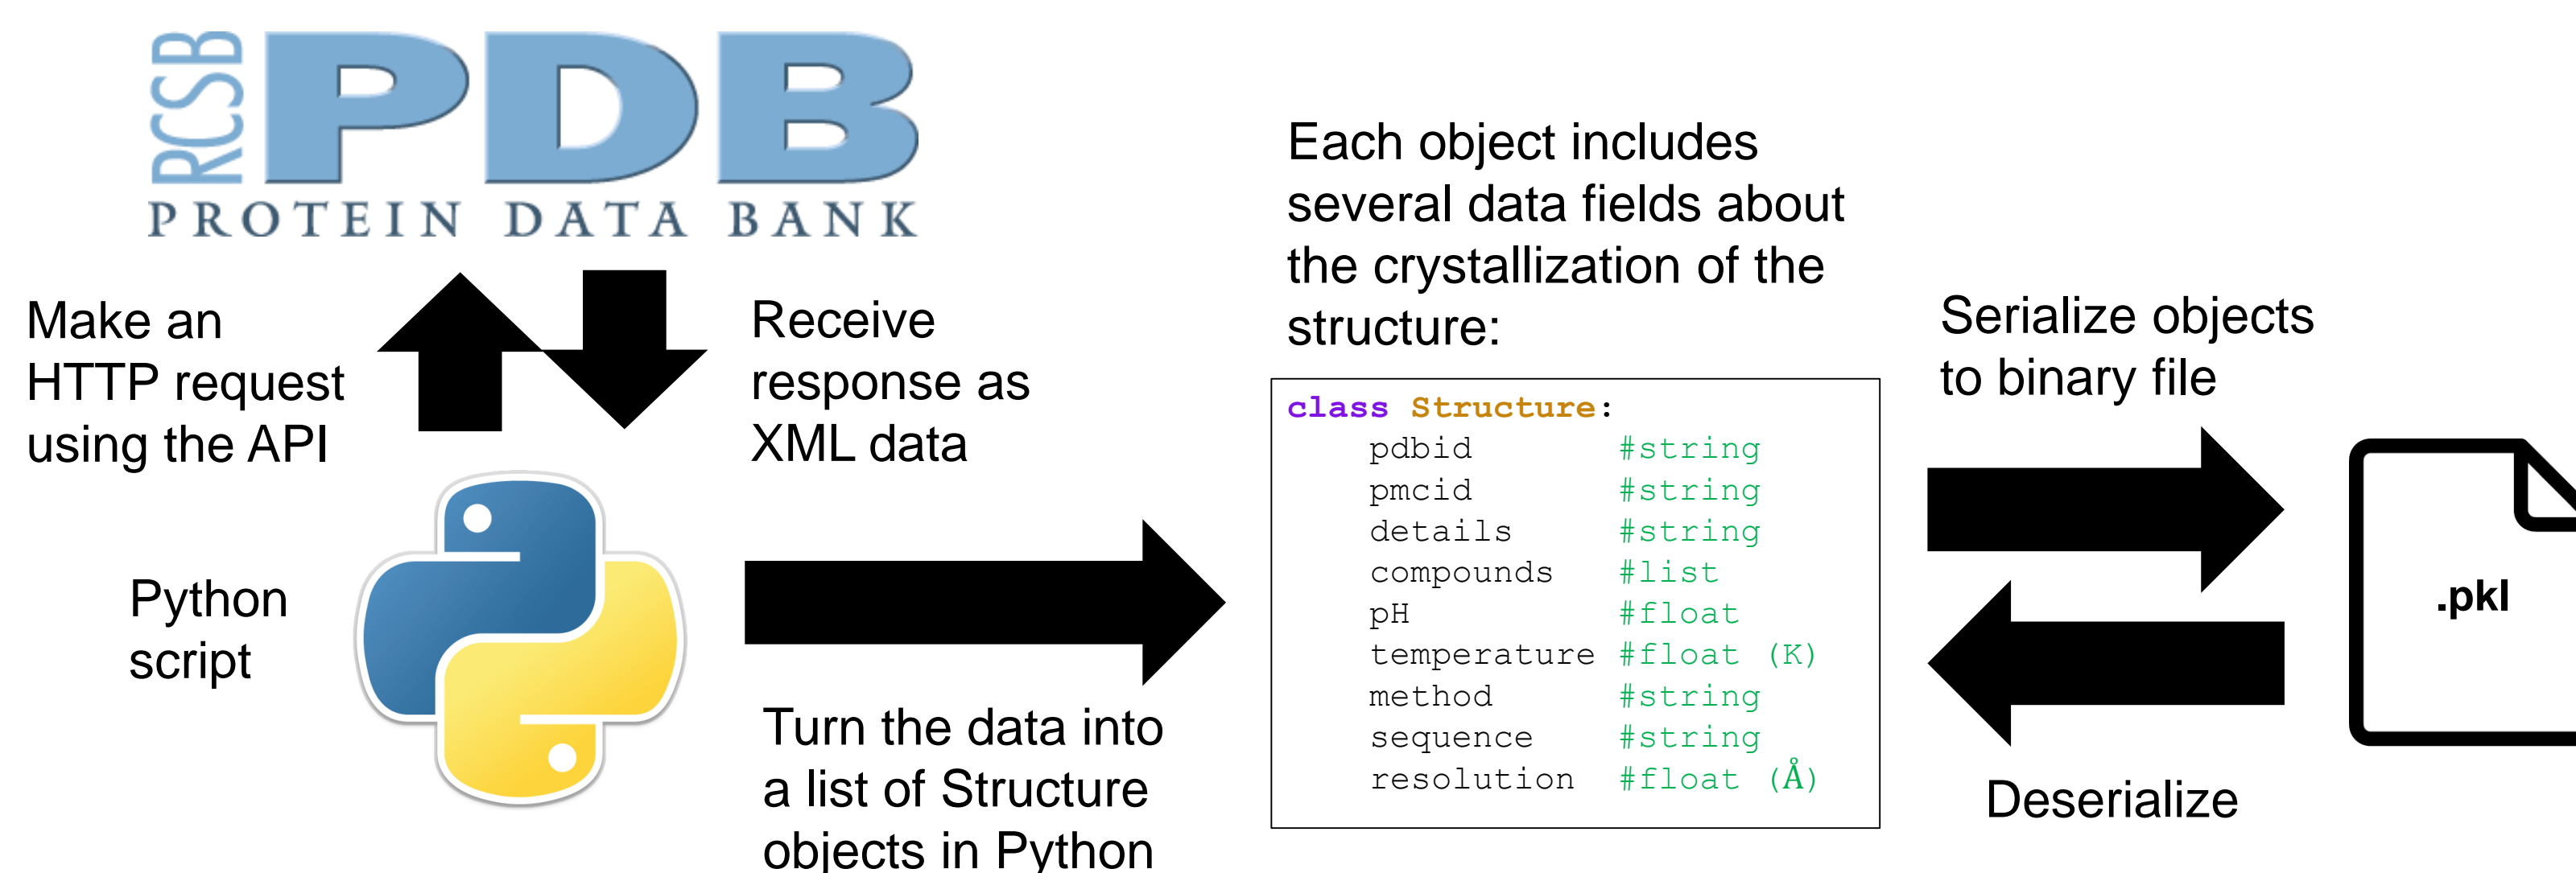 RCSB
PDB
PROTEIN DATA BANK
Make an
HTTP request
using the API
Receive
response as
XML data
Python
script
Turn the data into
a list of Structure
objects in Python
Each object includes
several data fields about
the crystallization of the
structure:
class Structure:
    pdbid       #string
    pmcid       #string
    details     #string
    compounds   #list
    pH          #float
    temperature #float (K)
    method      #string
    sequence    #string
    resolution  #float (Å)
Serialize objects
to binary file
.pkl
Deserialize